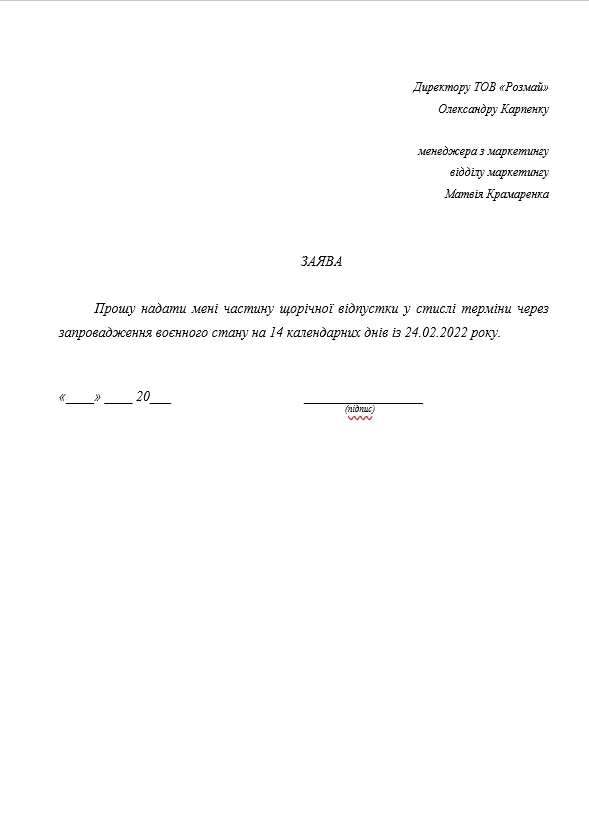 Директору ТОВ «Розмай»
Олександру Карпенку
менеджера з маркетингу
відділу маркетингу
Матвія Крамаренка
ЗАЯВА
Прошу надати мені частину щорічної відпустки у стислі терміни через
запровадження воєнного стану на 14 календарних днів із 24.02.2022 року.
«____» ____ 20___ _________________
(підпис)